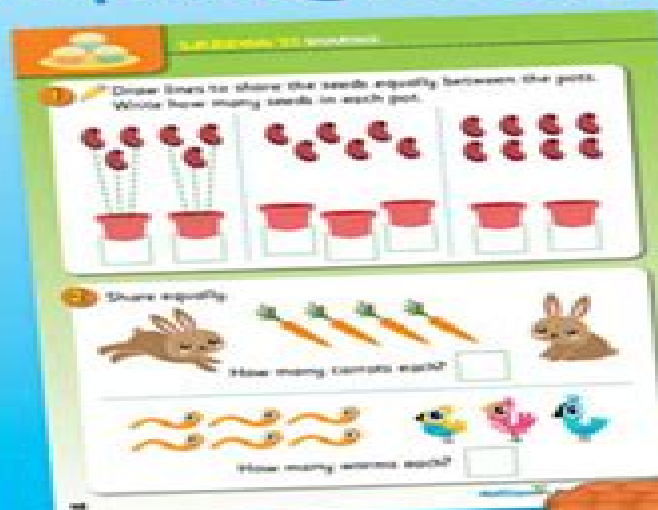 Draw lines to share the seeds equally between the pots.
Write how many seeds in each pot.
Share equally.
How many carrots each?
How many worms each?